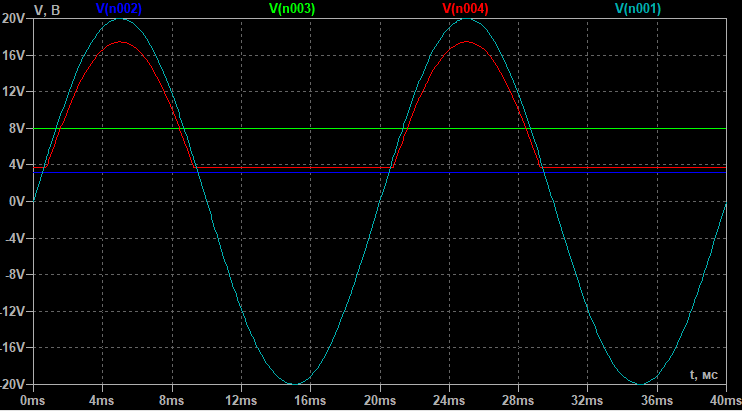 V(n002) V(n003) V(n004) V(n001)
20V V, В
16V
12V
8V
4V
0V
-4V
-8V
-12V
-16V
-20V t, мс
0ms 4ms 8ms 12ms 16ms 20ms 24ms 28ms 32ms 36ms 40ms